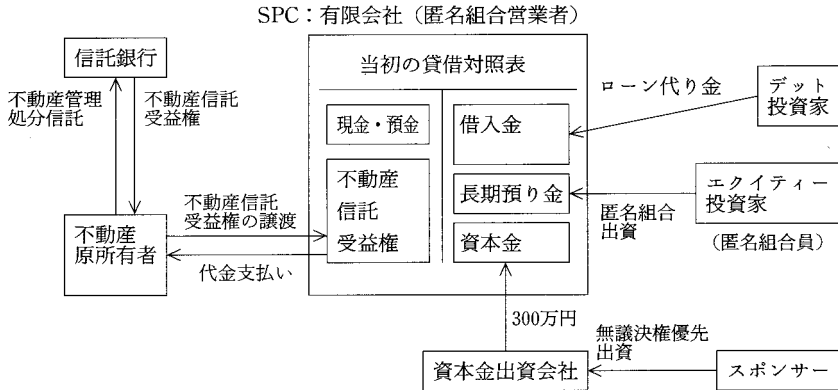 SPC：有限会社（匿名組合営業者）
信託銀行
不動産管理
処分信託
不動産信託
受益権
当初の貸借対照表
現金・預金
不動産
信託
受益権
借入金
長期預り金
資本金
ローン代り金
デット
投資家
エクイティー
投資家
匿名組合
出資
（匿名組合員）
不動産
原所有者
不動産信託
受益権の譲渡
代金支払い
300万円
資本金出資会社
無議決権優先
出資
スポンサー